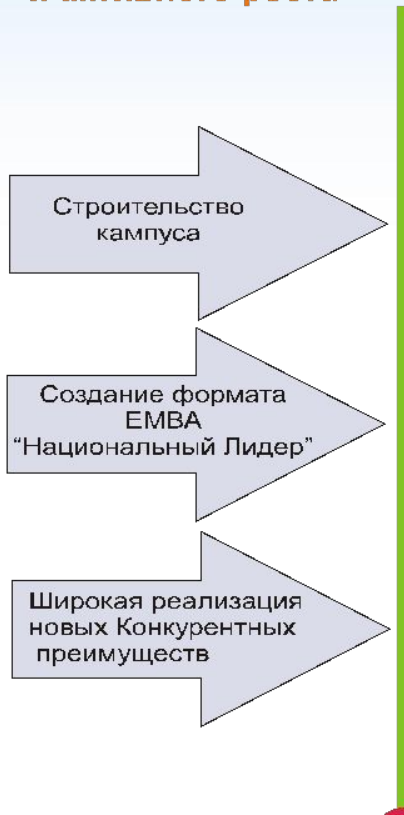 Строительство
кампуса
Создание формата
EMBA
"Национальный Лидер"
Широкая реализация
новых Конкурентных
преимуществ